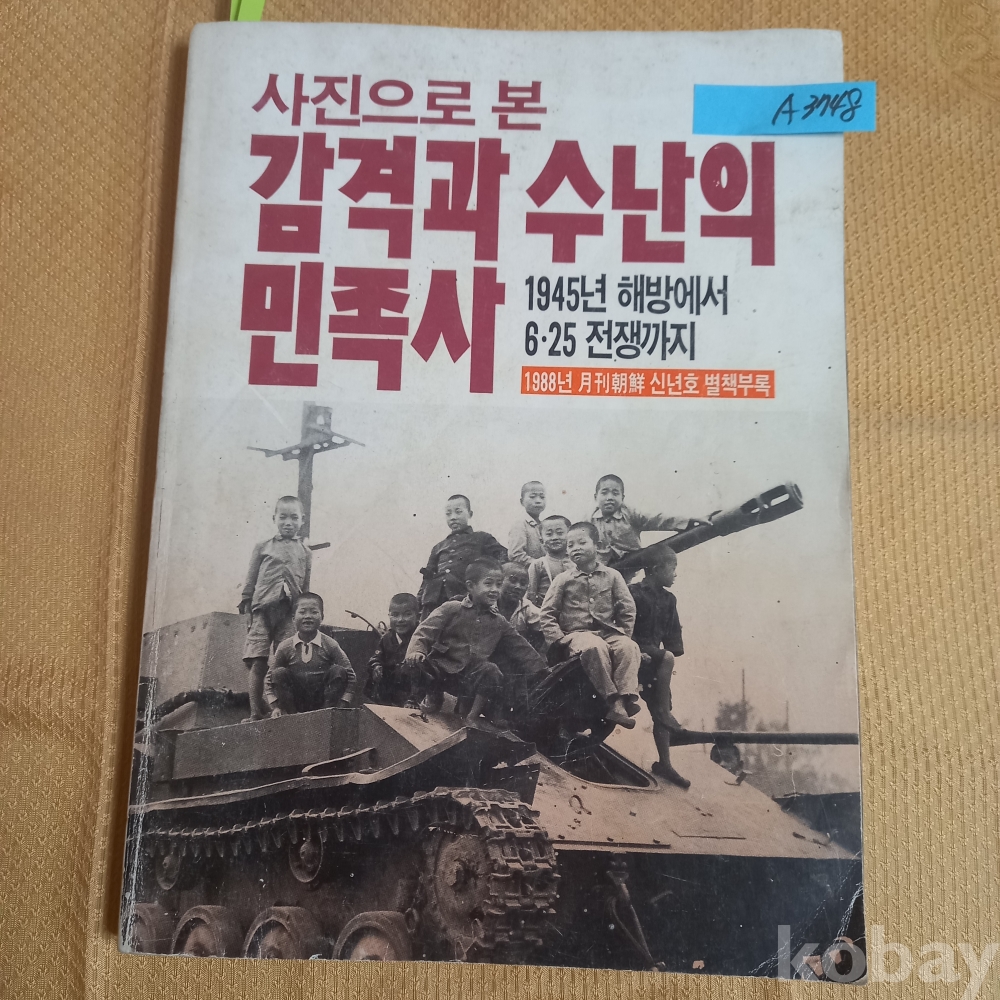 사진으로 본
A3748
감격과 수난의
민족사
1945년 해방에서
6·25 전쟁까지
1988년 月刊朝鮮 신년호 별책부록
kobay